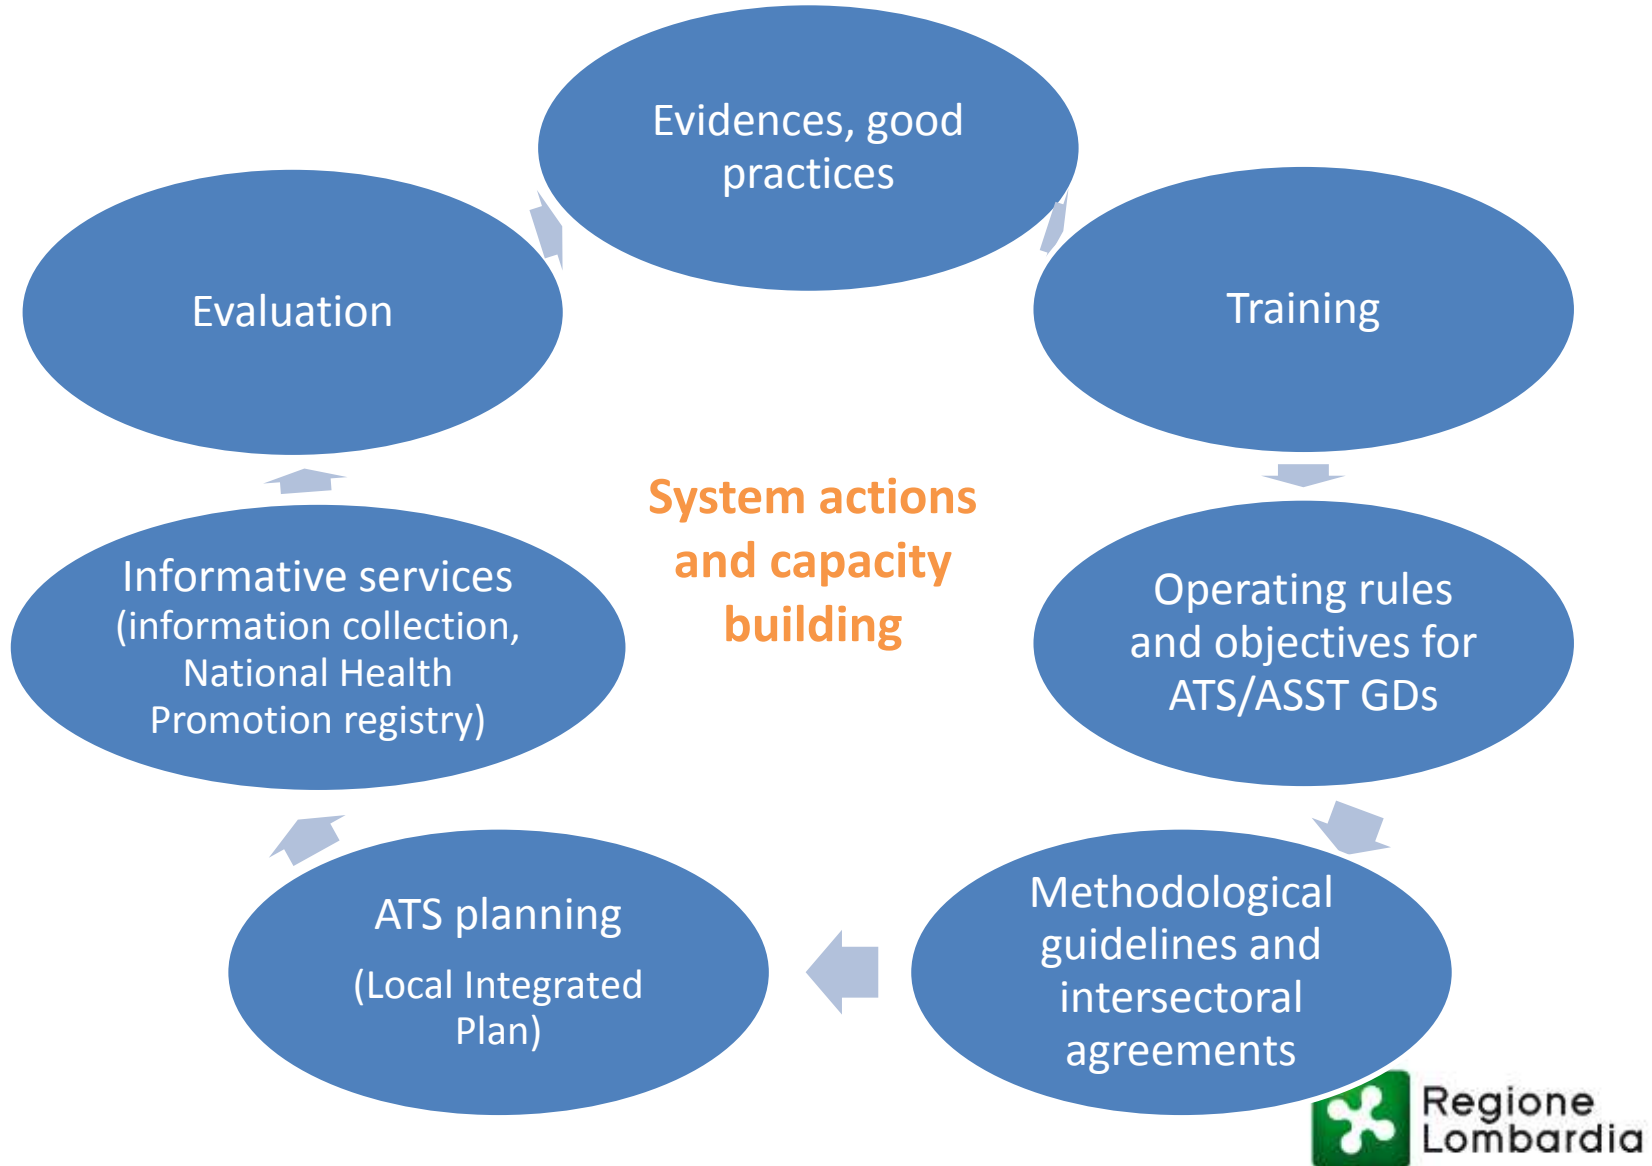 Evidences, good
practices
Training
Operating rules
and objectives for
ATS/ASST GDs
Methodological
guidelines and
intersectoral
agreements
ATS planning
(Local Integrated
Plan)
Informative services
(information collection,
National Health
Promotion registry)
Evaluation
System actions
and capacity
building
Regione
Lombardia